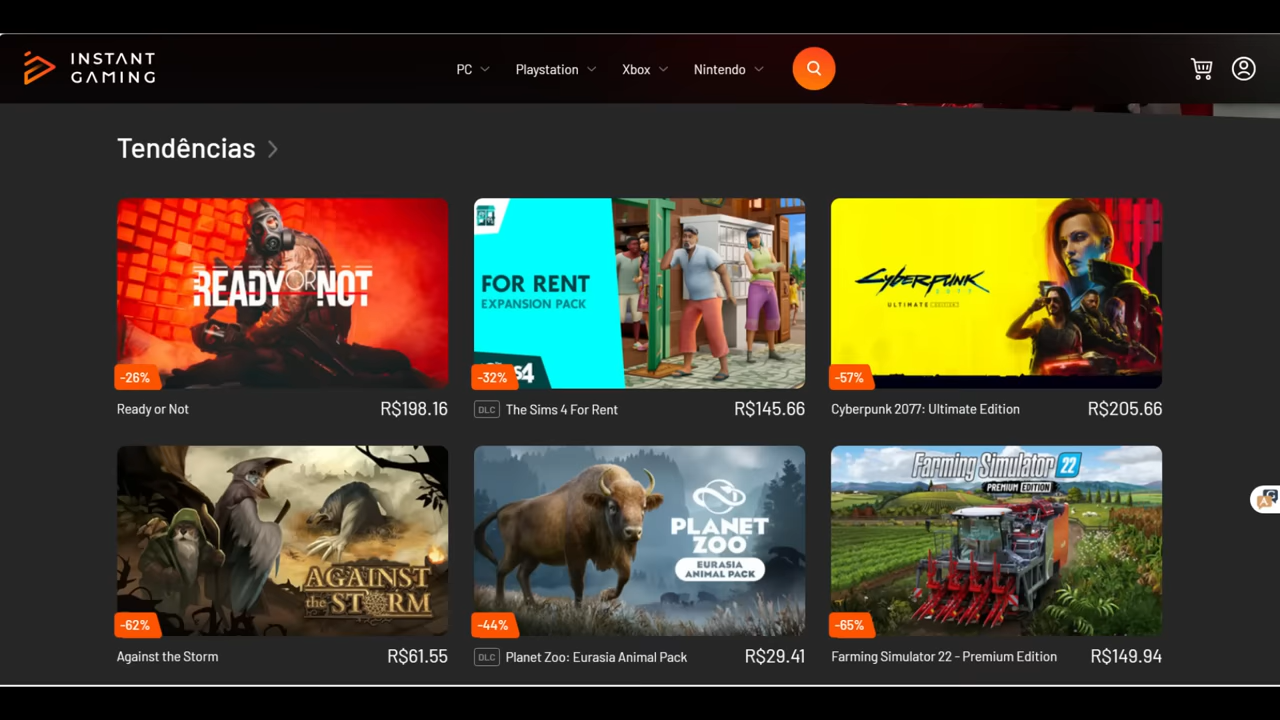 INSTANT
GAMING
PC
Playstation
Xbox
Nintendo
Tendências
READY OR NOT
-26%
Ready or Not
R$198.16
FOR RENT
EXPANSION PACK
-32%
DLC
The Sims 4 For Rent
R$145.66
Cyberpunk
2077
ULTIMATE EDITION
-57%
Cyberpunk 2077: Ultimate Edition
R$205.66
AGAINST
the STORM
-62%
Against the Storm
R$61.55
PLANET
ZOO
EURASIA
ANIMAL PACK
-44%
DLC
Planet Zoo: Eurasia Animal Pack
R$29.41
Farming Simulator 22
PREMIUM EDITION
-65%
Farming Simulator 22 - Premium Edition
R$149.94